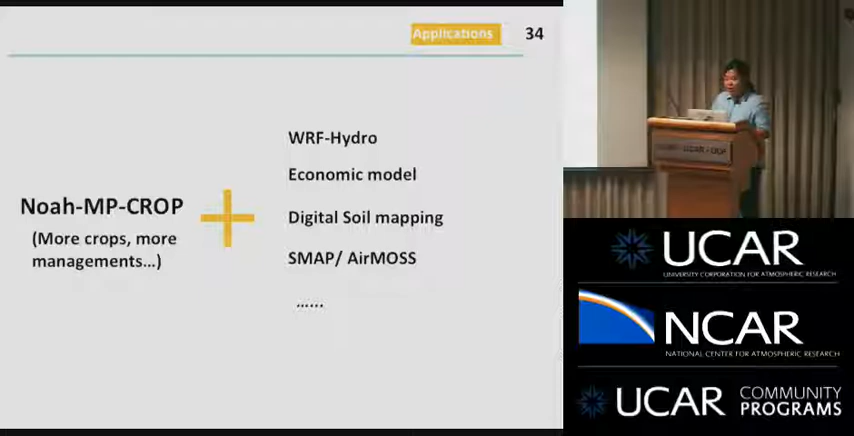 Applications 34
WRF-Hydro
Economic model
Noah-MP-CROP
Digital Soil mapping
(More crops, more
managements...)
SMAP/ AirMOSS
......
UCAR
UNIVERSITY CORPORATION FOR ATMOSPHERIC RESEARCH
NCAR
NATIONAL CENTER FOR ATMOSPHERIC RESEARCH
UCAR COMMUNITY
PROGRAMS